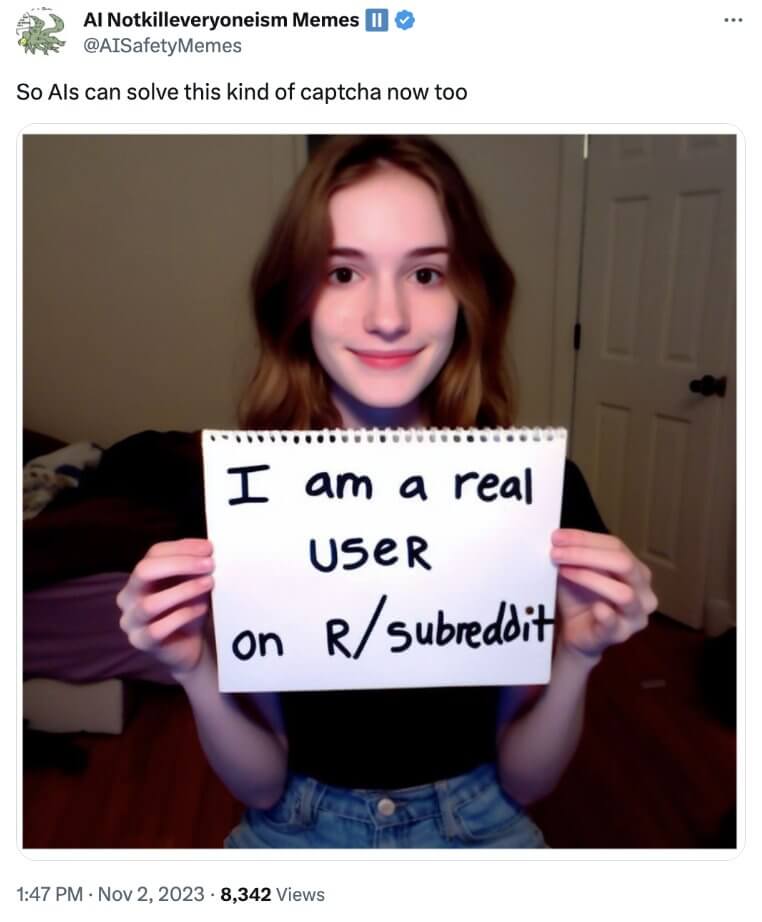 AI Notkilleveryoneism Memes
@AISafetyMemes
So AIs can solve this kind of captcha now too
I am a real
USeR
on R/subreddit
1:47 PM · Nov 2, 2023 · 8,342 Views